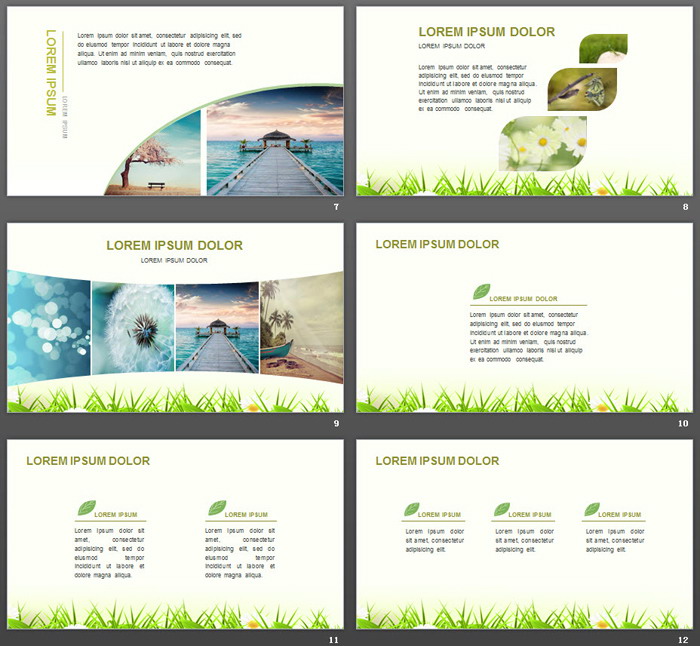 LOREM IPSUM
LOREM IPSUM
Lorem ipsum dolor sit amet, consectetur
adipisicing elit, sed do eiusmod tempor
incididunt ut labore et dolore magna
aliqua. Ut enim ad minim veniam, quis
nostrud exercitation ullamco laboris nisi
ut aliquip ex ea commodo consequat.
7
LOREM IPSUM DOLOR
LOREM IPSUM DOLOR
Lorem ipsum dolor sit amet, consectetur
adipisicing elit, sed do eiusmod tempor
incididunt ut labore et dolore magna aliqua.
Ut enim ad minim veniam, quis nostrud
exercitation ullamco laboris nisi ut aliquip
ex ea commodo consequat.
8
LOREM IPSUM DOLOR
LOREM IPSUM DOLOR
9
LOREM IPSUM DOLOR
LOREM IPSUM DOLOR
Lorem ipsum dolor sit amet, consectetur
adipisicing elit, sed do eiusmod tempor
incididunt ut labore et dolore magna
aliqua. Ut enim ad minim veniam, quis
nostrud exercitation ullamco laboris nisi
ut aliquip ex ea commodo consequat.
10
LOREM IPSUM DOLOR
LOREM IPSUM
Lorem ipsum dolor sit
amet, consectetur
adipisicing elit, sed do
eiusmod tempor
incididunt ut labore et
dolore magna aliqua.
LOREM IPSUM
Lorem ipsum dolor sit
amet, consectetur
adipisicing elit, sed do
eiusmod tempor
incididunt ut labore et
dolore magna aliqua.
11
LOREM IPSUM DOLOR
LOREM IPSUM
Lorem ipsum dolor sit
amet, consectetur
adipisicing elit.
LOREM IPSUM
Lorem ipsum dolor sit
amet, consectetur
adipisicing elit.
LOREM IPSUM
Lorem ipsum dolor sit
amet, consectetur
adipisicing elit.
12